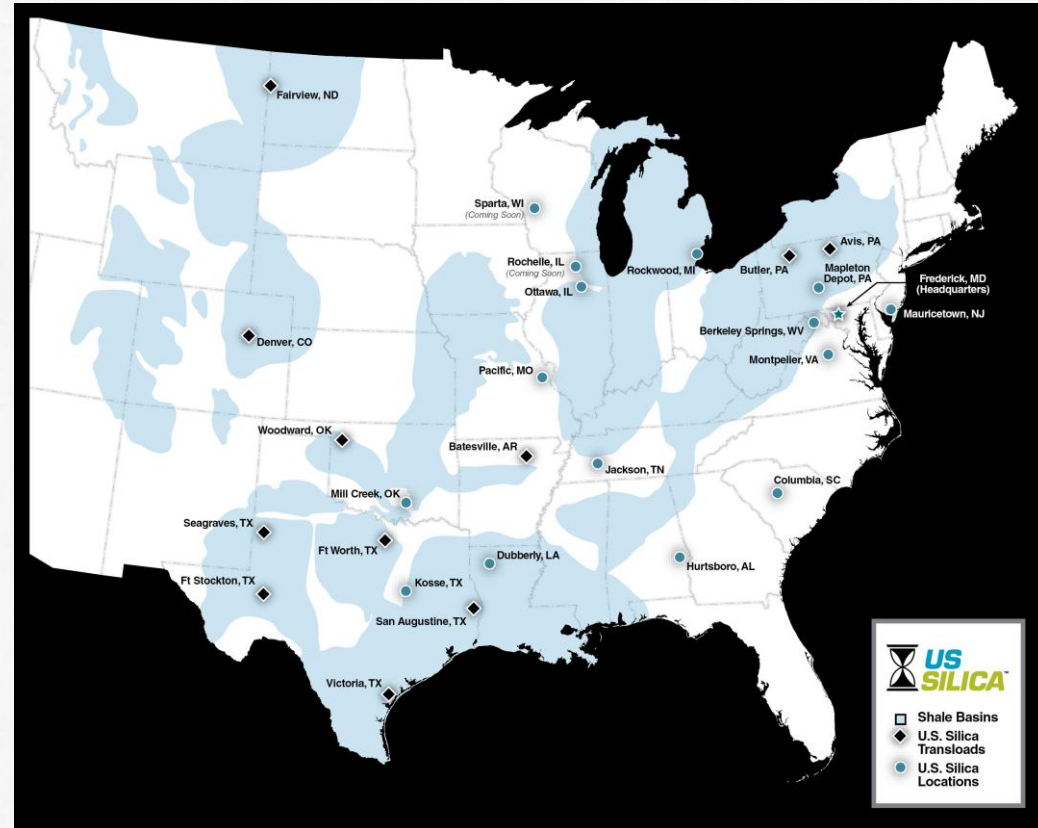 Fairview, ND
Sparta, WI
(Coming Soon)
Rochelle, IL
(Coming Soon)
Ottawa, IL
Rockwood, MI
Butler, PA
Avis, PA
Mapleton
Depot, PA
Frederick, MD
(Headquarters)
Mauricetown, NJ
Berkeley Springs, WV
Montpelier, VA
Denver, CO
Pacific, MO
Woodward, OK
Batesville, AR
Jackson, TN
Columbia, SC
Mill Creek, OK
Seagraves, TX
Ft Worth, TX
Dubberly, LA
Hurtsboro, AL
Ft Stockton, TX
Kosse, TX
San Augustine, TX
Victoria, TX
US
SILICA™
Shale Basins
U.S. Silica
Transloads
U.S. Silica
Locations